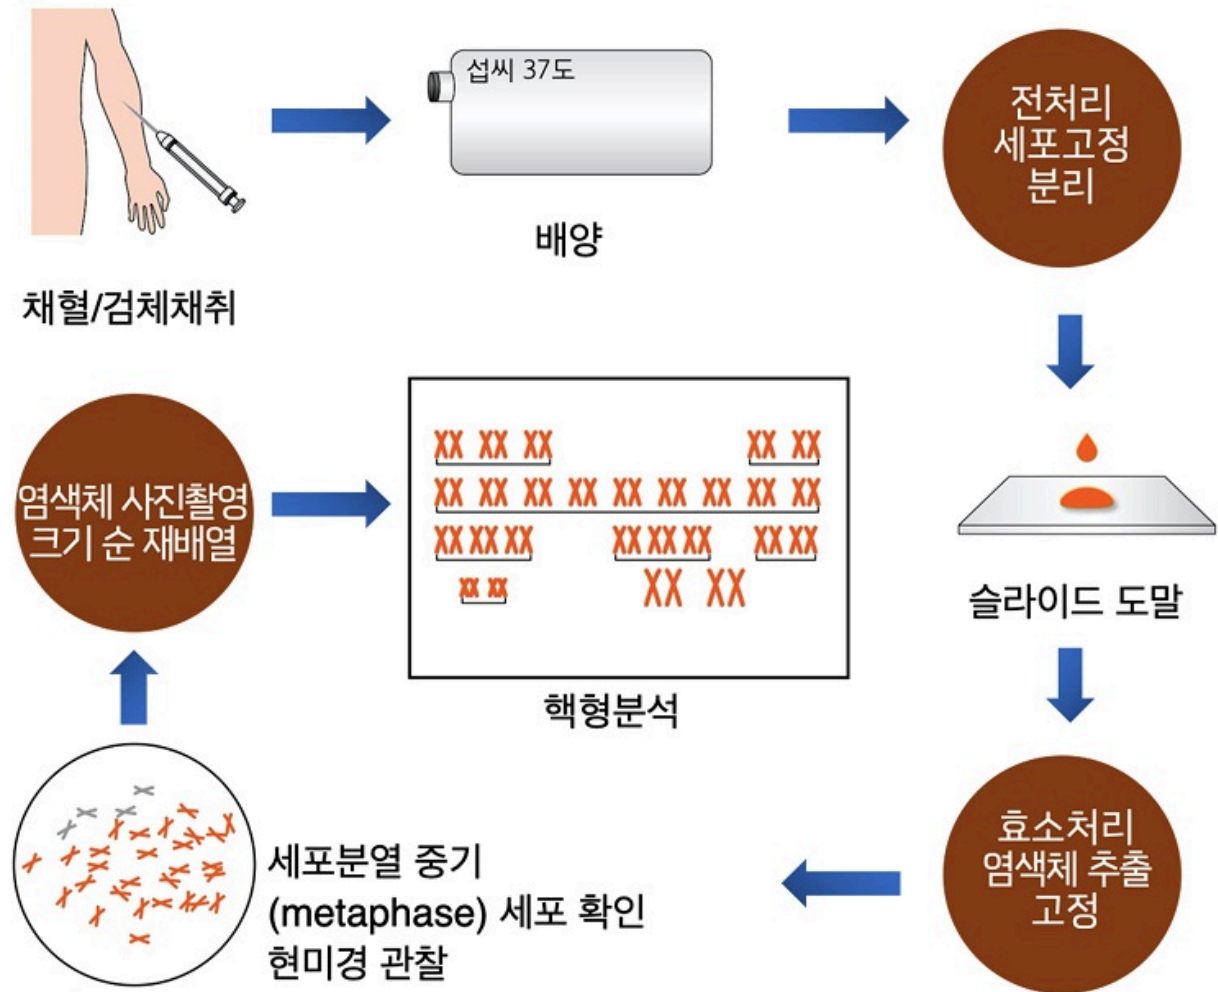 섭씨 37도
배양
채혈/검체채취
전처리
세포고정
분리
슬라이드 도말
효소처리
염색체 추출
고정
세포분열 중기
(metaphase) 세포 확인
현미경 관찰
염색체 사진촬영
크기 순 재배열
핵형분석